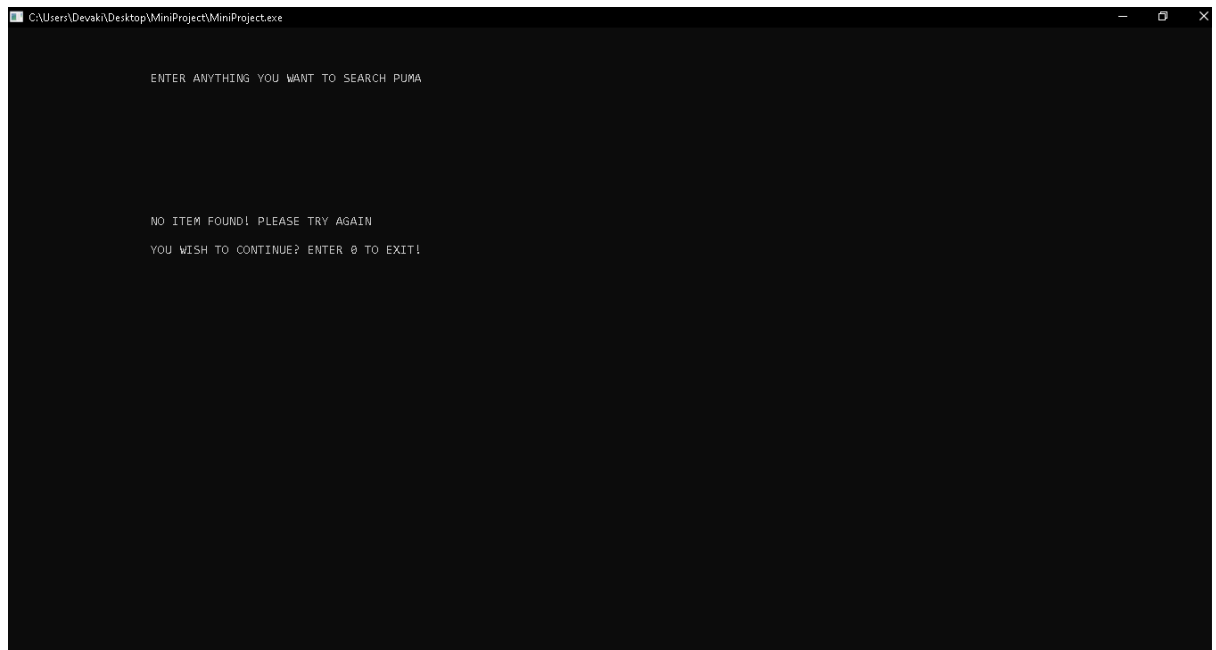 C:\Users\Devaki\Desktop\MiniProject\MiniProject.exe
ENTER ANYTHING YOU WANT TO SEARCH PUMA
NO ITEM FOUND! PLEASE TRY AGAIN
YOU WISH TO CONTINUE? ENTER 0 TO EXIT!